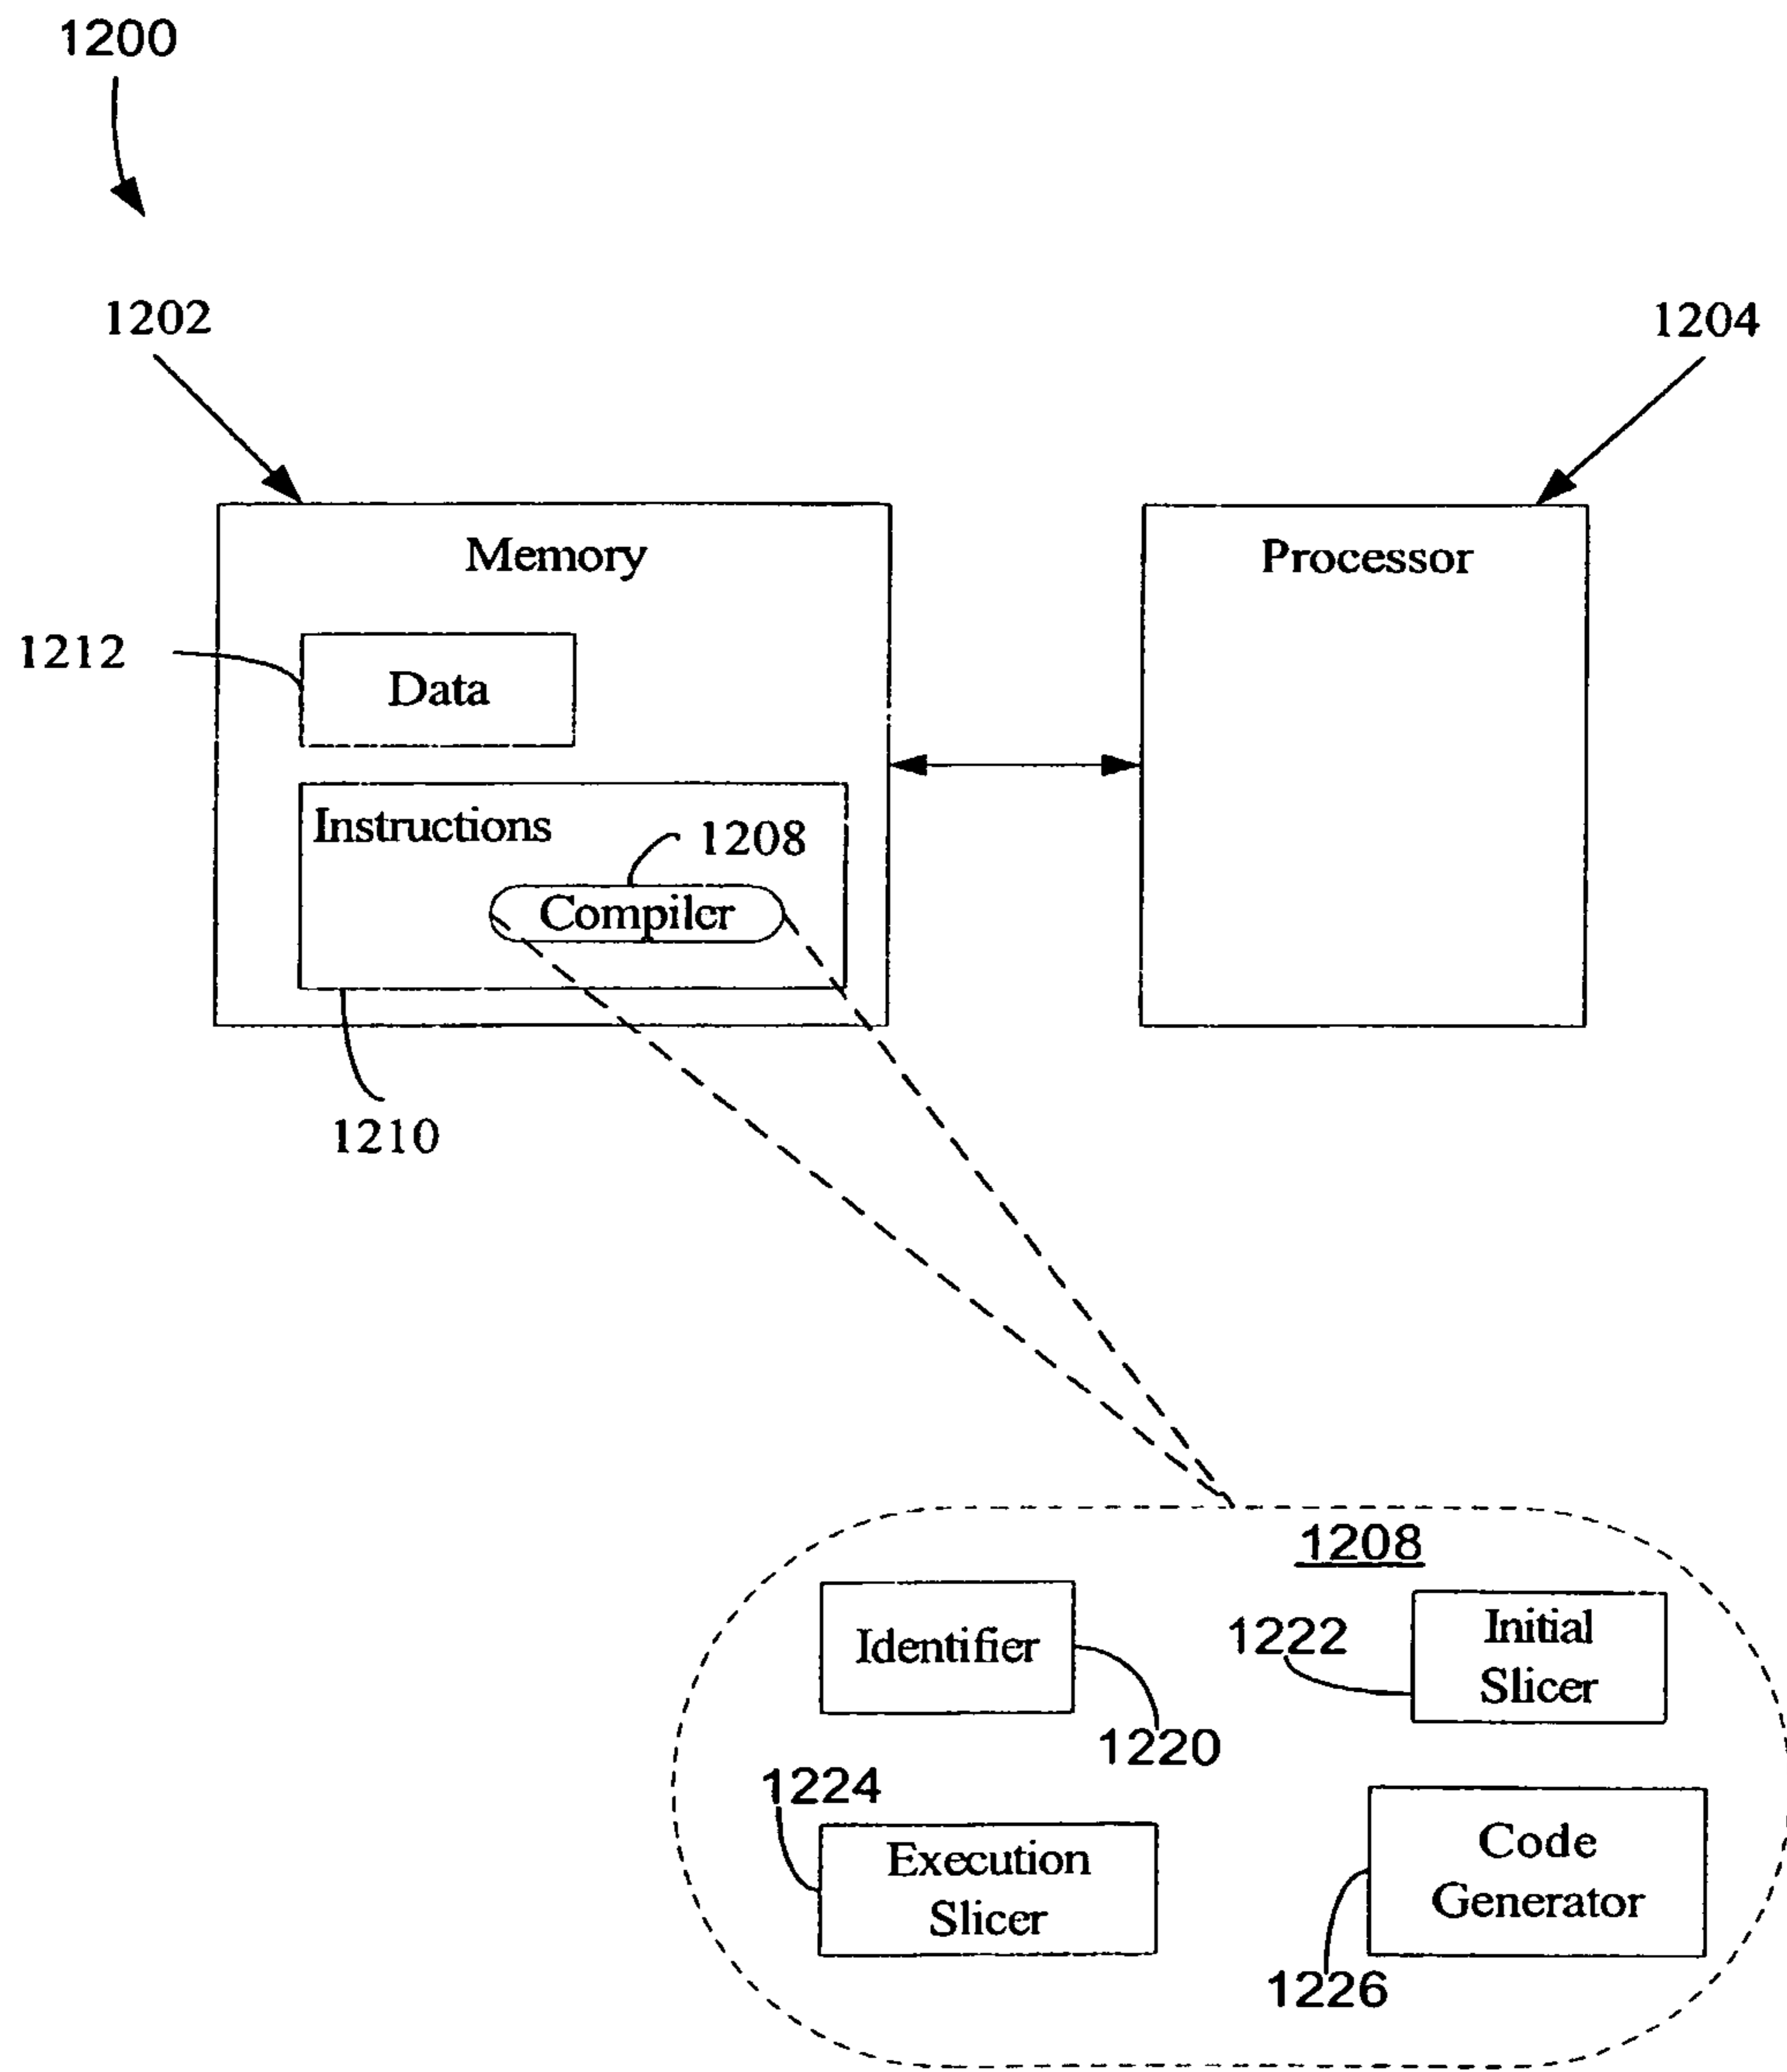 1200
1202
1204
Memory
Processor
1212
Data
Instructions
1208
Compiler
1210
1208
Identifier
1222
Initial
Slicer
1220
1224
Execution
Slicer
Code
Generator
1226